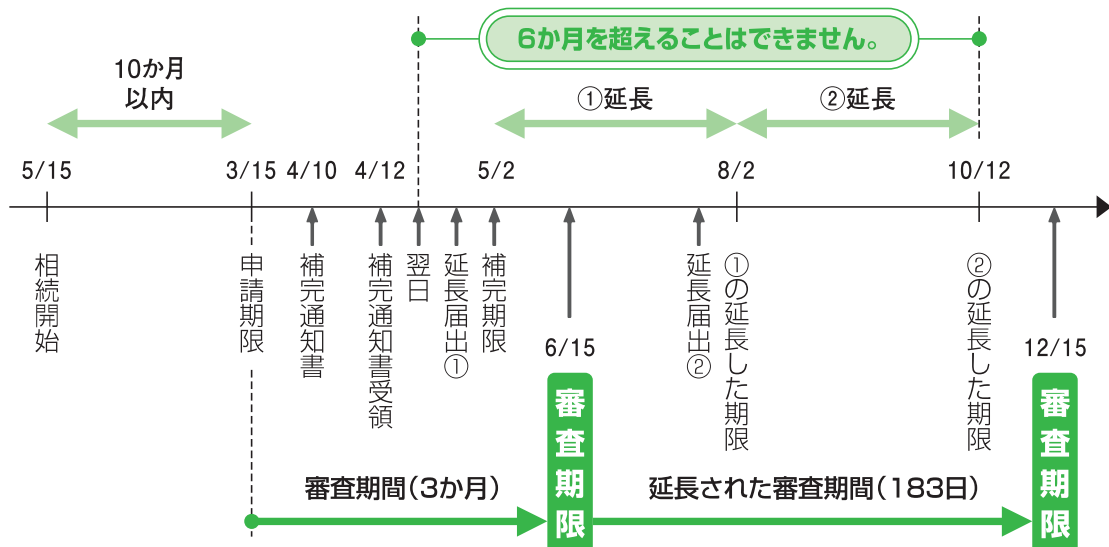 6か月を超えることはできません。
10か月
以内
①延長
②延長
5/15
3/15
4/10
4/12
5/2
8/2
10/12
相続開始
申請期限
補完通知書
補完通知書受領
翌日
延長届出①
補完期限
延長届出②
①の延長した期限
②の延長した期限
6/15
12/15
審査期限
審査期限
審査期間(3か月)
延長された審査期間(183日)